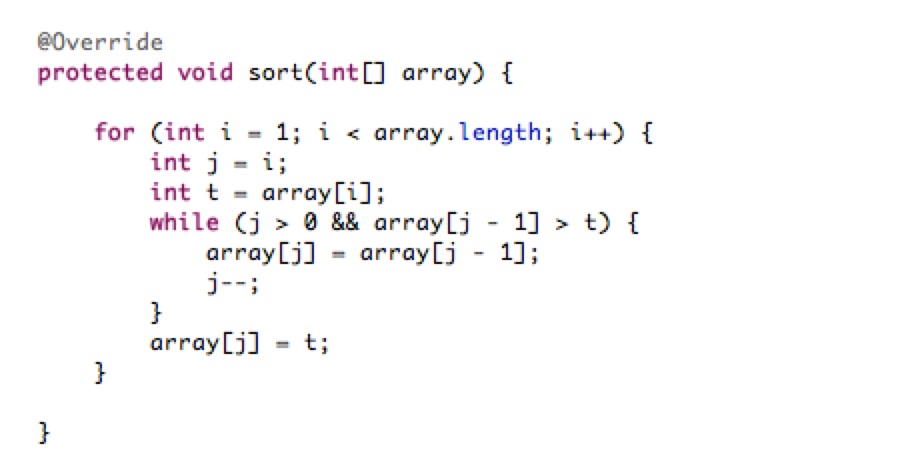 @Override
protected void sort(int[] array) {
for (int i = 1; i < array.length; i++) {
int j = i;
int t = array[i];
while (j > 0 && array[j - 1] > t) {
array[j] = array[j - 1];
j--;
}
array[j] = t;
}
}